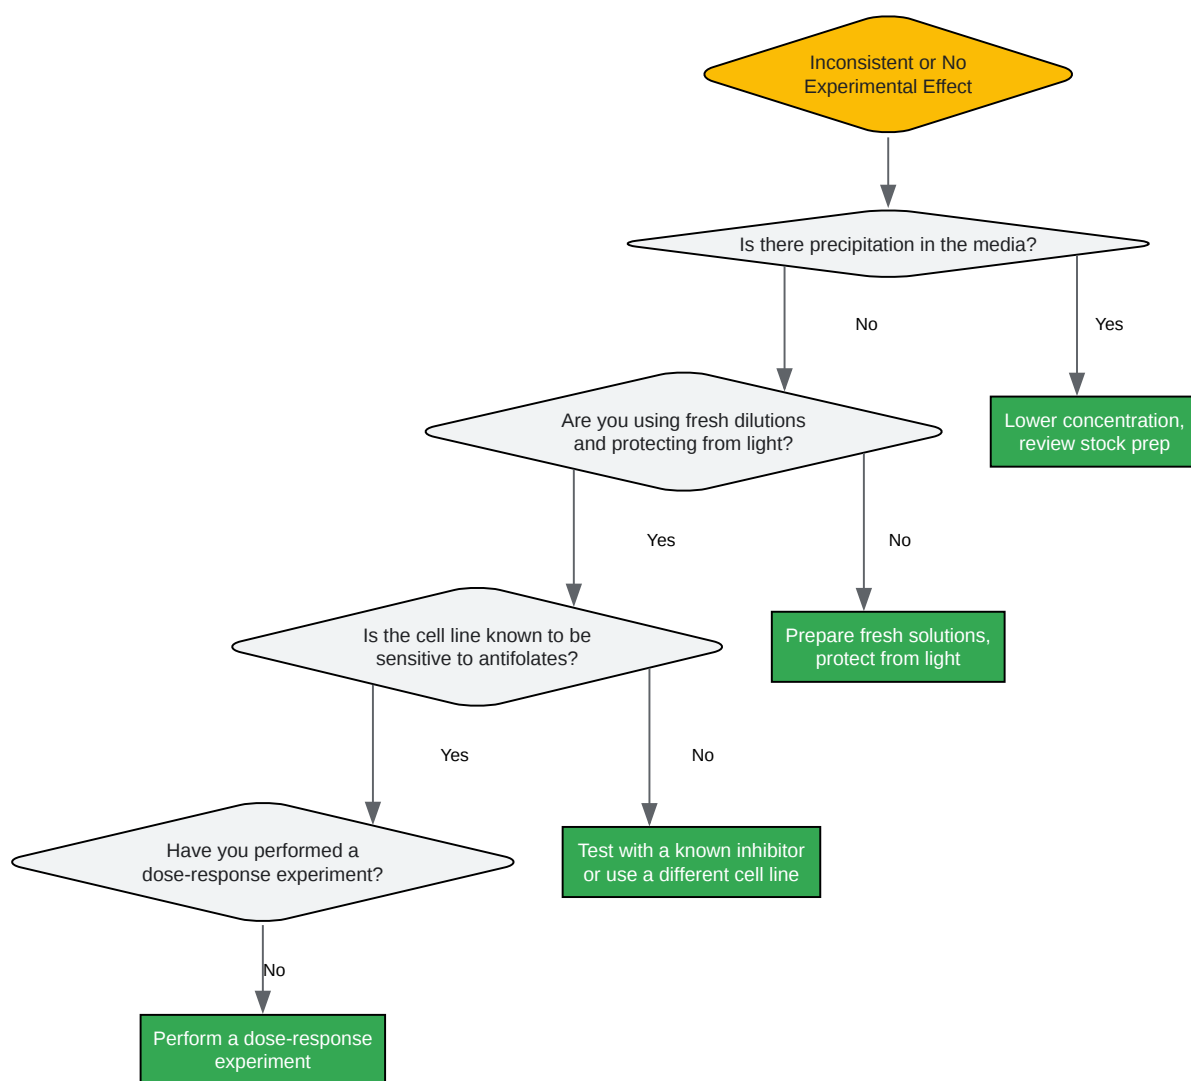 Inconsistent or No
Experimental Effect
Is there precipitation in the media?
No
Yes
Are you using fresh dilutions
and protecting from light?
Lower concentration,
review stock prep
Yes
No
Is the cell line known to be
sensitive to antifolates?
Prepare fresh solutions,
protect from light
Yes
No
Have you performed a
dose-response experiment?
Test with a known inhibitor
or use a different cell line
No
Perform a dose-response
experiment